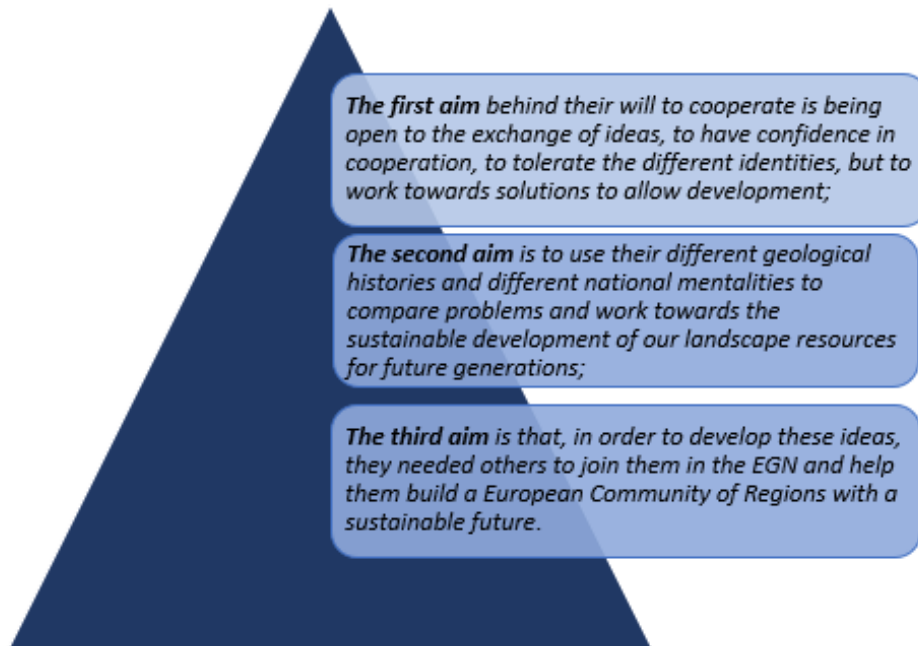 The first aim behind their will to cooperate is being
open to the exchange of ideas, to have confidence in
cooperation, to tolerate the different identities, but to
work towards solutions to allow development;
The second aim is to use their different geological
histories and different national mentalities to
compare problems and work towards the
sustainable development of our landscape resources
for future generations;
The third aim is that, in order to develop these ideas,
they needed others to join them in the EGN and help
them build a European Community of Regions with a
sustainable future.